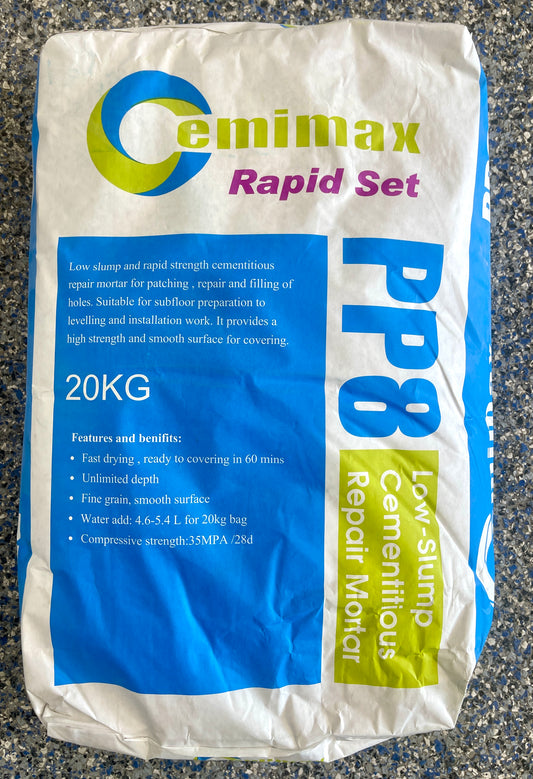 Cemimax
Rapid Set
PP8
Low-Slump
Cementitious
Repair Mortar
Low slump and rapid strength cementitious
repair mortar for patching , repair and filling of
holes. Suitable for subfloor preparation to
levelling and installation work. It provides a
high strength and smooth surface for covering.
20KG
Features and benifits:
• Fast drying , ready to covering in 60 mins
• Unlimited depth
• Fine grain, smooth surface
• Water add: 4.6-5.4 L for 20kg bag
• Compressive strength:35MPA /28d